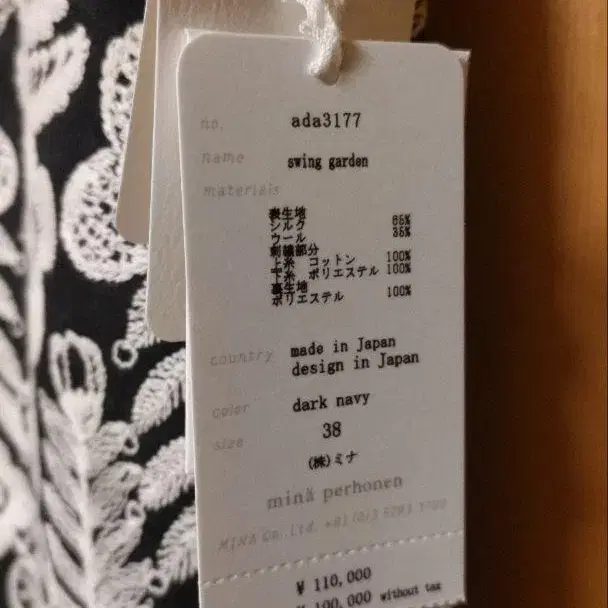 no. ada3177
name swing garden
materials
表生地
シルク 65%
ウール 35%
刺繍部分
上糸 コットン 100%
下糸 ポリエステル 100%
裏生地
ポリエステル 100%
country made in Japan
design in Japan
color dark navy
size 38
(株)ミナ
minä perhonen
MINA Co.,Ltd.
¥ 110,000
¥ 100,000 without tax